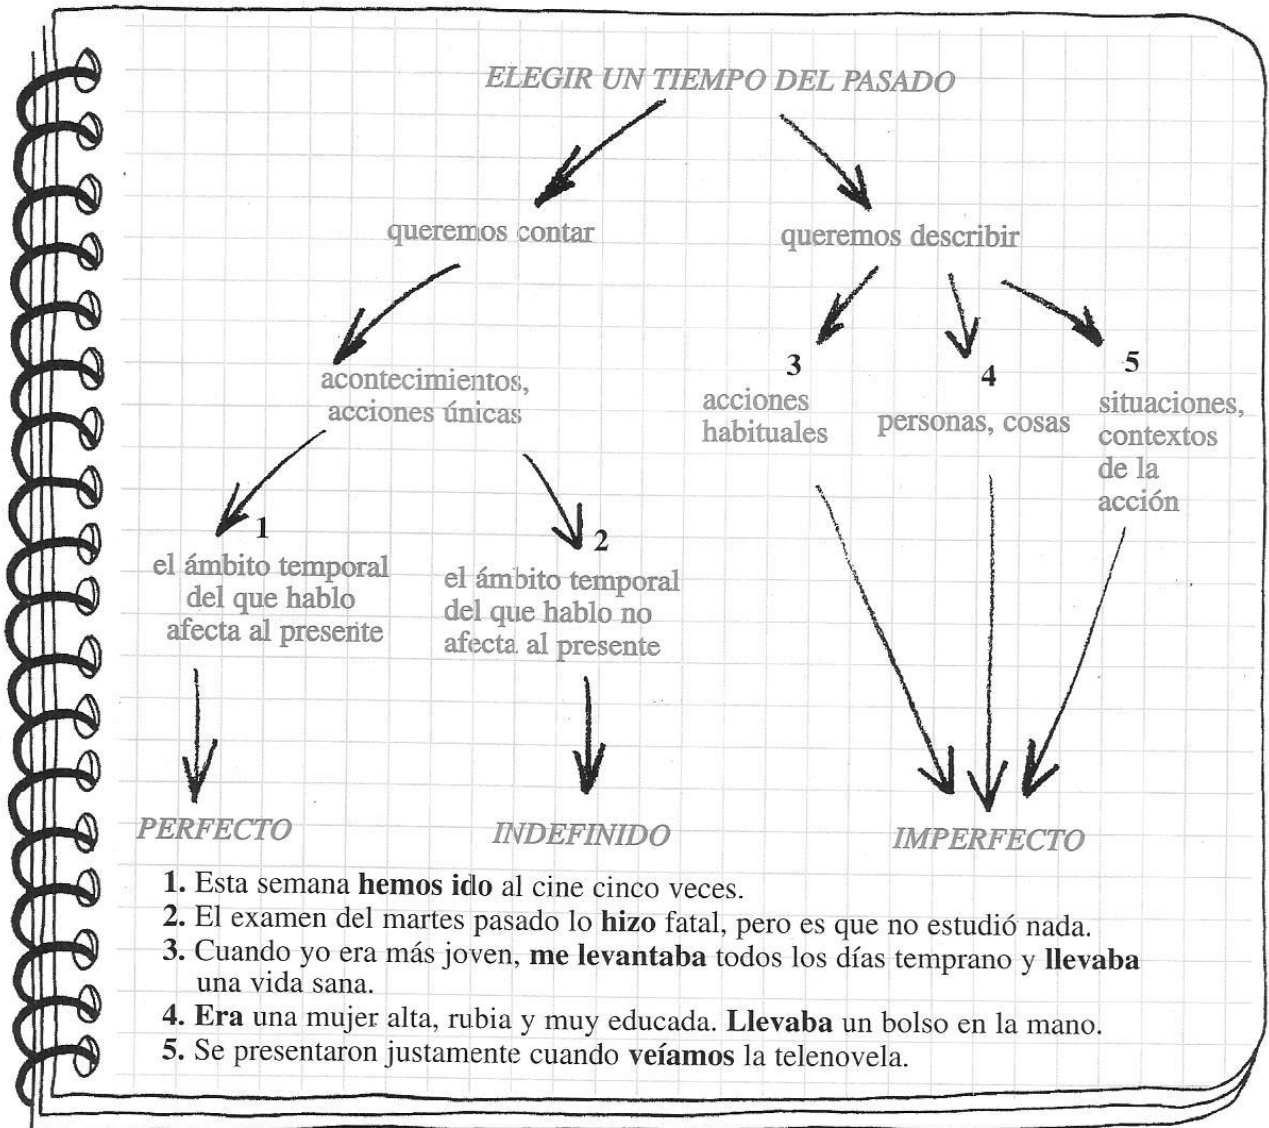 ELEGIR UN TIEMPO DEL PASADO
queremos contar
queremos describir
acontecimientos,
acciones únicas
3
acciones
habituales
4
personas, cosas
5
situaciones,
contextos
de la
acción
1
el ámbito temporal
del que hablo
afecta al presente
2
el ámbito temporal
del que hablo no
afecta al presente
PERFECTO
INDEFINIDO
IMPERFECTO
1. Esta semana hemos ido al cine cinco veces.
2. El examen del martes pasado lo hizo fatal, pero es que no estudió nada.
3. Cuando yo era más joven, me levantaba todos los días temprano y llevaba
una vida sana.
4. Era una mujer alta, rubia y muy educada. Llevaba un bolso en la mano.
5. Se presentaron justamente cuando veíamos la telenovela.